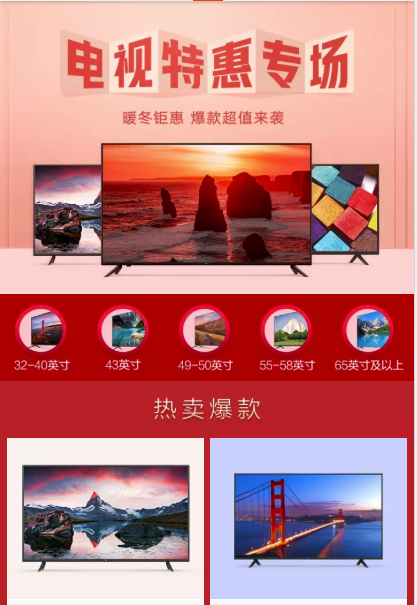 电视特惠专场
暖冬钜惠 爆款超值来袭
32-40英寸
43英寸
49-50英寸
55-58英寸
65英寸及以上
热卖爆款